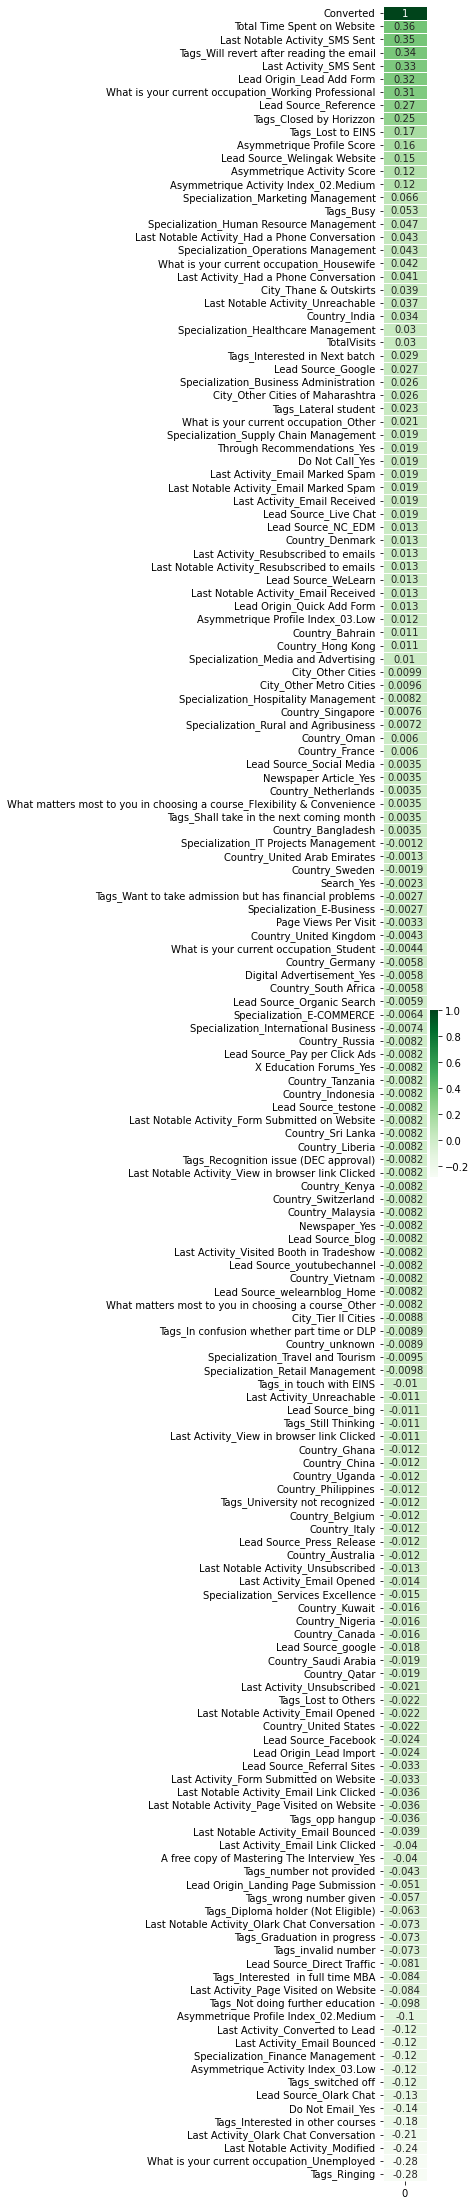 Converted 1
Total Time Spent on Website 0.36
Last Notable Activity_SMS Sent 0.35
Tags_Will revert after reading the email 0.34
Last Activity_SMS Sent 0.33
Lead Origin_Lead Add Form 0.32
What is your current occupation_Working Professional 0.31
Lead Source_Reference 0.27
Tags_Closed by Horizzon 0.25
Tags_Lost to EINS 0.17
Asymmetrique Profile Score 0.16
Lead Source_Welingak Website 0.15
Asymmetrique Activity Score 0.12
Asymmetrique Activity Index_02.Medium 0.12
Specialization_Marketing Management 0.066
Tags_Busy 0.053
Specialization_Human Resource Management 0.047
Last Notable Activity_Had a Phone Conversation 0.043
Specialization_Operations Management 0.043
What is your current occupation_Housewife 0.042
Last Activity_Had a Phone Conversation 0.041
City_Thane & Outskirts 0.039
Last Notable Activity_Unreachable 0.037
Country_India 0.034
Specialization_Healthcare Management 0.03
TotalVisits 0.03
Tags_Interested in Next batch 0.029
Lead Source_Google 0.027
Specialization_Business Administration 0.026
City_Other Cities of Maharashtra 0.026
Tags_Lateral student 0.023
What is your current occupation_Other 0.021
Specialization_Supply Chain Management 0.019
Through Recommendations_Yes 0.019
Do Not Call_Yes 0.019
Last Activity_Email Marked Spam 0.019
Last Notable Activity_Email Marked Spam 0.019
Last Activity_Email Received 0.019
Lead Source_Live Chat 0.019
Lead Source_NC_EDM 0.013
Country_Denmark 0.013
Last Activity_Resubscribed to emails 0.013
Last Notable Activity_Resubscribed to emails 0.013
Lead Source_WeLearn 0.013
Last Notable Activity_Email Received 0.013
Lead Origin_Quick Add Form 0.013
Asymmetrique Profile Index_03.Low 0.012
Country_Bahrain 0.011
Country_Hong Kong 0.011
Specialization_Media and Advertising 0.01
City_Other Cities 0.0099
City_Other Metro Cities 0.0096
Specialization_Hospitality Management 0.0082
Country_Singapore 0.0076
Specialization_Rural and Agribusiness 0.0072
Country_Oman 0.006
Country_France 0.006
Lead Source_Social Media 0.0035
Newspaper Article_Yes 0.0035
Country_Netherlands 0.0035
What matters most to you in choosing a course_Flexibility & Convenience 0.0035
Tags_Shall take in the next coming month 0.0035
Country_Bangladesh 0.0035
Specialization_IT Projects Management -0.0012
Country_United Arab Emirates -0.0013
Country_Sweden -0.0019
Search_Yes -0.0023
Tags_Want to take admission but has financial problems -0.0027
Specialization_E-Business -0.0027
Page Views Per Visit -0.0033
Country_United Kingdom -0.0043
What is your current occupation_Student -0.0044
Country_Germany -0.0058
Digital Advertisement_Yes -0.0058
Country_South Africa -0.0058
Lead Source_Organic Search -0.0059
Specialization_E-COMMERCE -0.0064
Specialization_International Business -0.0074
Country_Russia -0.0082
Lead Source_Pay per Click Ads -0.0082
X Education Forums_Yes -0.0082
Country_Tanzania -0.0082
Country_Indonesia -0.0082
Lead Source_testone -0.0082
Last Notable Activity_Form Submitted on Website -0.0082
Country_Sri Lanka -0.0082
Country_Liberia -0.0082
Tags_Recognition issue (DEC approval) -0.0082
Last Notable Activity_View in browser link Clicked -0.0082
Country_Kenya -0.0082
Country_Switzerland -0.0082
Country_Malaysia -0.0082
Newspaper_Yes -0.0082
Lead Source_blog -0.0082
Last Activity_Visited Booth in Tradeshow -0.0082
Lead Source_youtubechannel -0.0082
Country_Vietnam -0.0082
Lead Source_welearnblog_Home -0.0082
What matters most to you in choosing a course_Other -0.0082
City_Tier II Cities -0.0088
Tags_In confusion whether part time or DLP -0.0089
Country_unknown -0.0089
Specialization_Travel and Tourism -0.0095
Specialization_Retail Management -0.0098
Tags_in touch with EINS -0.01
Last Activity_Unreachable -0.011
Lead Source_bing -0.011
Tags_Still Thinking -0.011
Last Activity_View in browser link Clicked -0.011
Country_Ghana -0.012
Country_China -0.012
Country_Uganda -0.012
Country_Philippines -0.012
Tags_University not recognized -0.012
Country_Belgium -0.012
Country_Italy -0.012
Lead Source_Press_Release -0.012
Country_Australia -0.012
Last Notable Activity_Unsubscribed -0.013
Last Activity_Email Opened -0.014
Specialization_Services Excellence -0.015
Country_Kuwait -0.016
Country_Nigeria -0.016
Country_Canada -0.016
Lead Source_google -0.018
Country_Saudi Arabia -0.019
Country_Qatar -0.019
Last Activity_Unsubscribed -0.021
Tags_Lost to Others -0.022
Last Notable Activity_Email Opened -0.022
Country_United States -0.022
Lead Source_Facebook -0.024
Lead Origin_Lead Import -0.024
Lead Source_Referral Sites -0.033
Last Activity_Form Submitted on Website -0.033
Last Notable Activity_Email Link Clicked -0.036
Last Notable Activity_Page Visited on Website -0.036
Tags_opp hangup -0.036
Last Notable Activity_Email Bounced -0.039
Last Activity_Email Link Clicked -0.04
A free copy of Mastering The Interview_Yes -0.04
Tags_number not provided -0.043
Lead Origin_Landing Page Submission -0.051
Tags_wrong number given -0.057
Tags_Diploma holder (Not Eligible) -0.063
Last Notable Activity_Olark Chat Conversation -0.073
Tags_Graduation in progress -0.073
Tags_invalid number -0.073
Lead Source_Direct Traffic -0.081
Tags_Interested  in full time MBA -0.084
Last Activity_Page Visited on Website -0.084
Tags_Not doing further education -0.098
Asymmetrique Profile Index_02.Medium -0.1
Last Activity_Converted to Lead -0.12
Last Activity_Email Bounced -0.12
Specialization_Finance Management -0.12
Asymmetrique Activity Index_03.Low -0.12
Tags_switched off -0.12
Lead Source_Olark Chat -0.13
Do Not Email_Yes -0.14
Tags_Interested in other courses -0.18
Last Activity_Olark Chat Conversation -0.21
Last Notable Activity_Modified -0.24
What is your current occupation_Unemployed -0.28
Tags_Ringing -0.28
0
1.0
0.8
0.6
0.4
0.2
0.0
−0.2